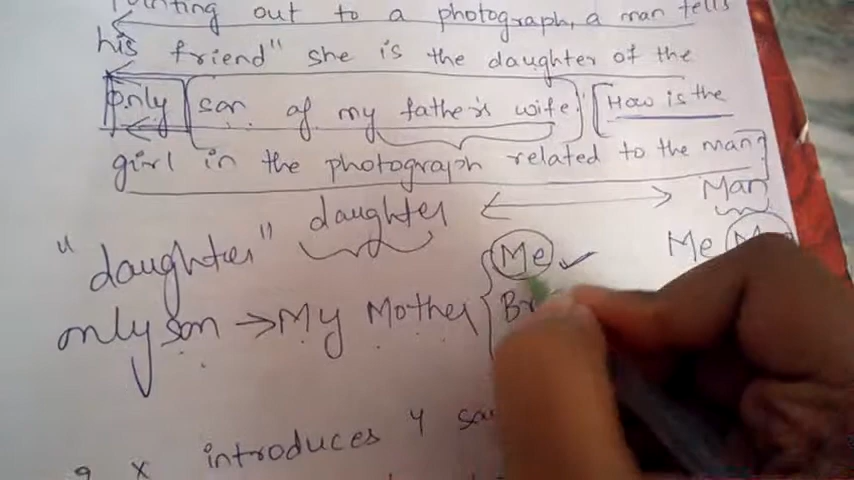 out to a photograph, a man tells
his friend" she is the daughter of the
only son of my father's wife." How is the
girl in the photograph related to the man?
daughter Man
"daughter" Me Me
only son → My Mother Br
X introduces Y